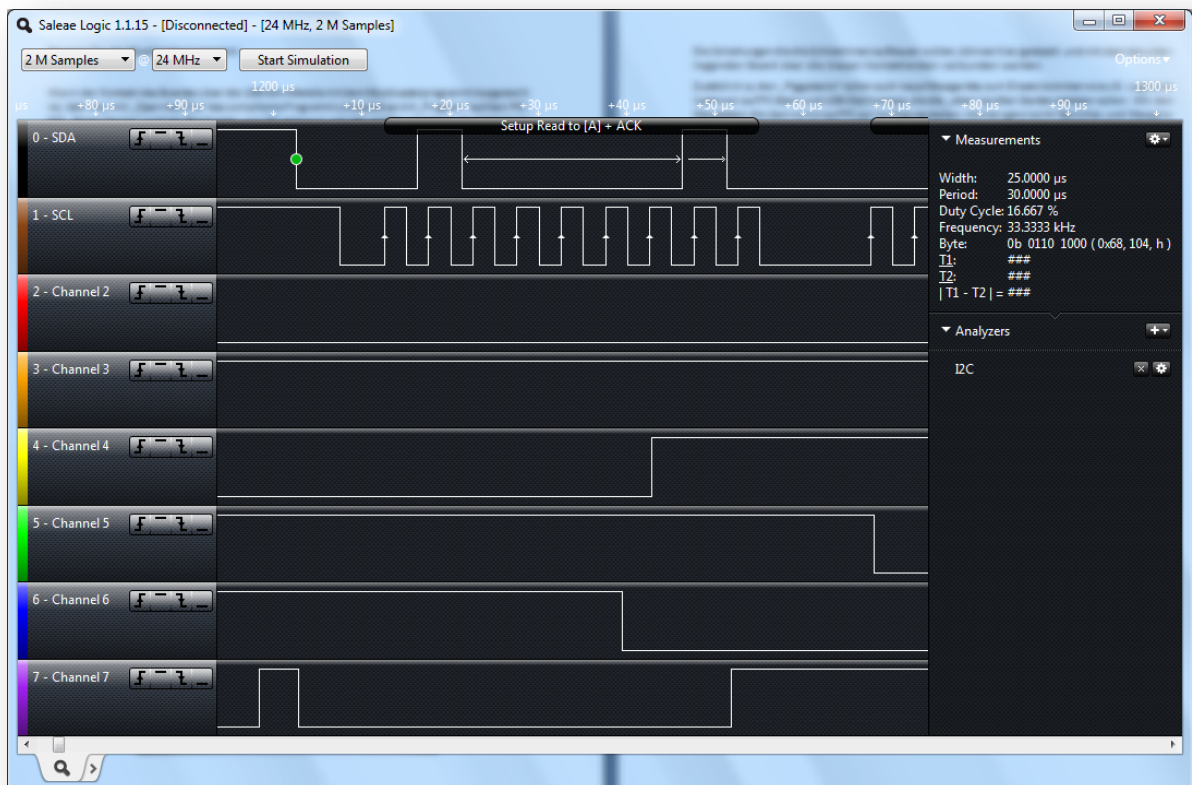 Saleae Logic 1.1.15 - [Disconnected] - [24 MHz, 2 M Samples]
2 M Samples @ 24 MHz Start Simulation
Options
1200 µs 1300 µs
µs +80 µs +90 µs +10 µs +20 µs +30 µs +40 µs +50 µs +60 µs +70 µs +80 µs +90 µs
Setup Read to [A] + ACK
0 - SDA
1 - SCL
2 - Channel 2
3 - Channel 3
4 - Channel 4
5 - Channel 5
6 - Channel 6
7 - Channel 7
Measurements
Width: 25.0000 µs
Period: 30.0000 µs
Duty Cycle: 16.667 %
Frequency: 33.3333 kHz
Byte: 0b 0110 1000 ( 0x68, 104, h )
T1: ###
T2: ###
| T1 - T2 | = ###
Analyzers
I2C